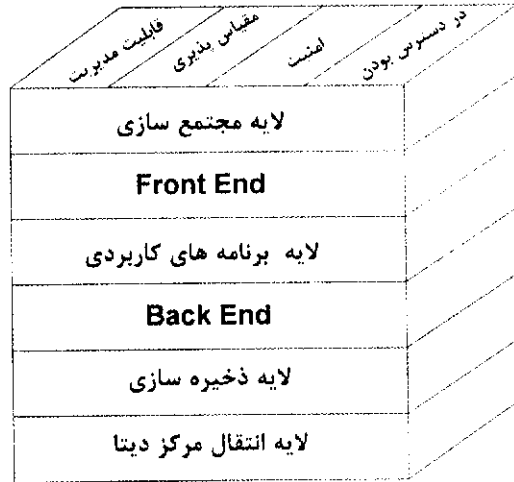 قابلیت مدیریت
مقیاس پذیری
امنیت
در دسترس بودن
لایه مجتمع سازی
Front End
لایه برنامه های کاربردی
Back End
لایه ذخیره سازی
لایه انتقال مرکز دیتا